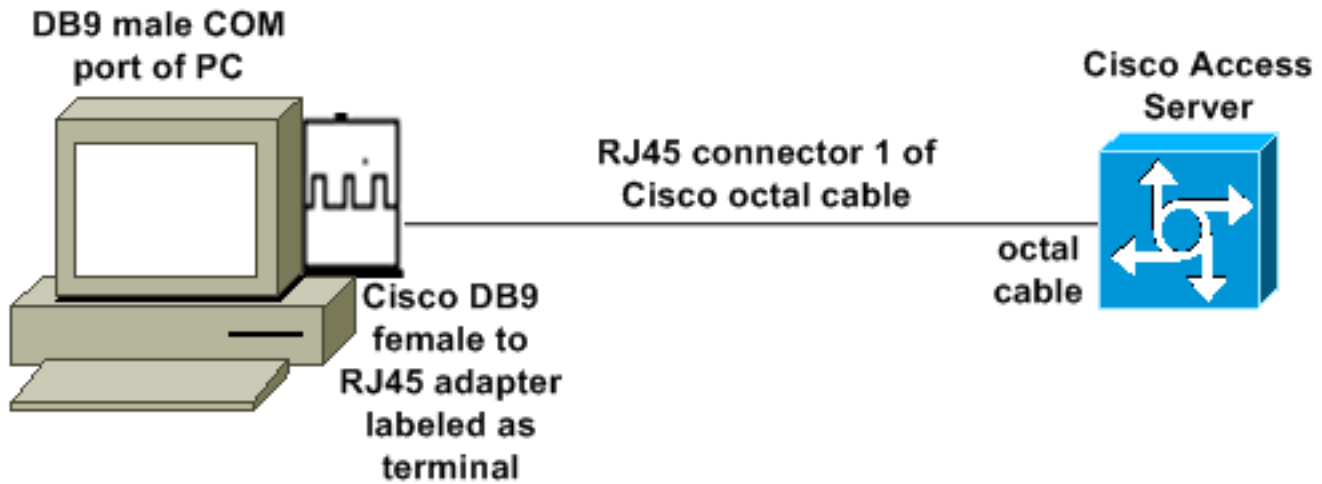 DB9 male COM
port of PC
Cisco Access
Server
RJ45 connector 1 of
Cisco octal cable
octal
cable
Cisco DB9
female to
RJ45 adapter
labeled as
terminal